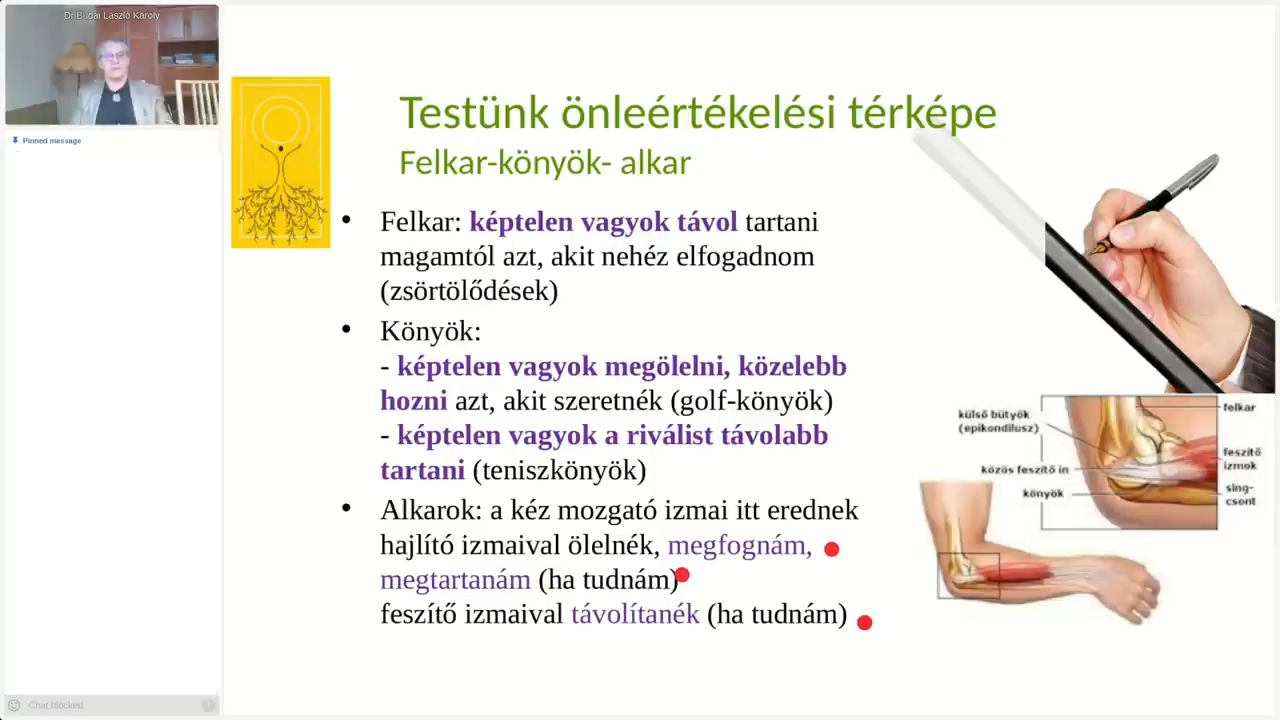 Dr Budai László Károly
Pinned message
Testünk önleértékelési térképe
Felkar-könyök- alkar
• Felkar: képtelen vagyok távol tartani
magamtól azt, akit nehéz elfogadnom
(zsörtölődések)
• Könyök:
- képtelen vagyok megölelni, közelebb
hozni azt, akit szeretnék (golf-könyök)
- képtelen vagyok a riválist távolabb
tartani (teniszkönyök)
• Alkarok: a kéz mozgató izmai itt erednek
hajlító izmaival ölelnék, megfognám,
megtartanám (ha tudnám)
feszítő izmaival távolítanék (ha tudnám)
külső bütyök
(epikondilusz)
közös feszítő in
könyök
felkar
feszítő
izmok
sing-
csont
Chat blocked